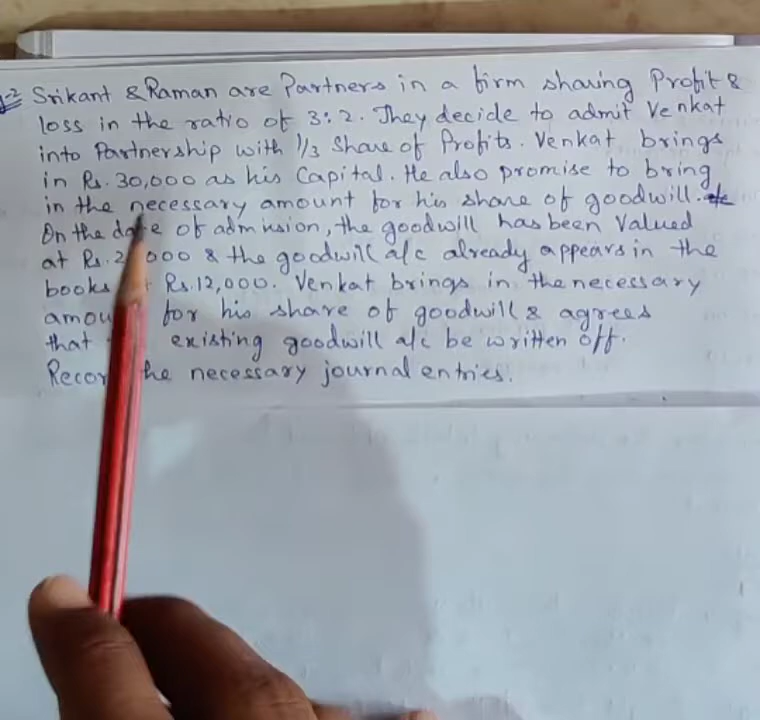 Srikant & Raman are Partners in a firm sharing Profit &
loss in the ratio of 3:2. They decide to admit Venkat
into Partnership with 1/3 Share of Profits. Venkat brings
in Rs. 30,000 as his Capital. He also promise to bring
in the necessary amount for his share of goodwill.
On the date of admission, the goodwill has been Valued
at Rs. 000 & the goodwill a/c already appears in the
books Rs. 12,000. Venkat brings in the necessary
for his share of goodwill & agrees
that existing goodwill a/c be written off.
the necessary journal entries.